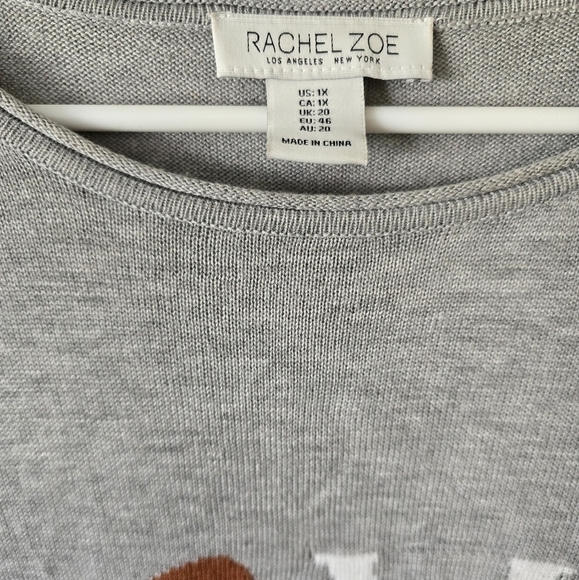 RACHEL ZOE
LOS ANGELES NEW YORK
US: 1X
CA: 1X
UK: 20
EU: 46
AU: 20
MADE IN CHINA